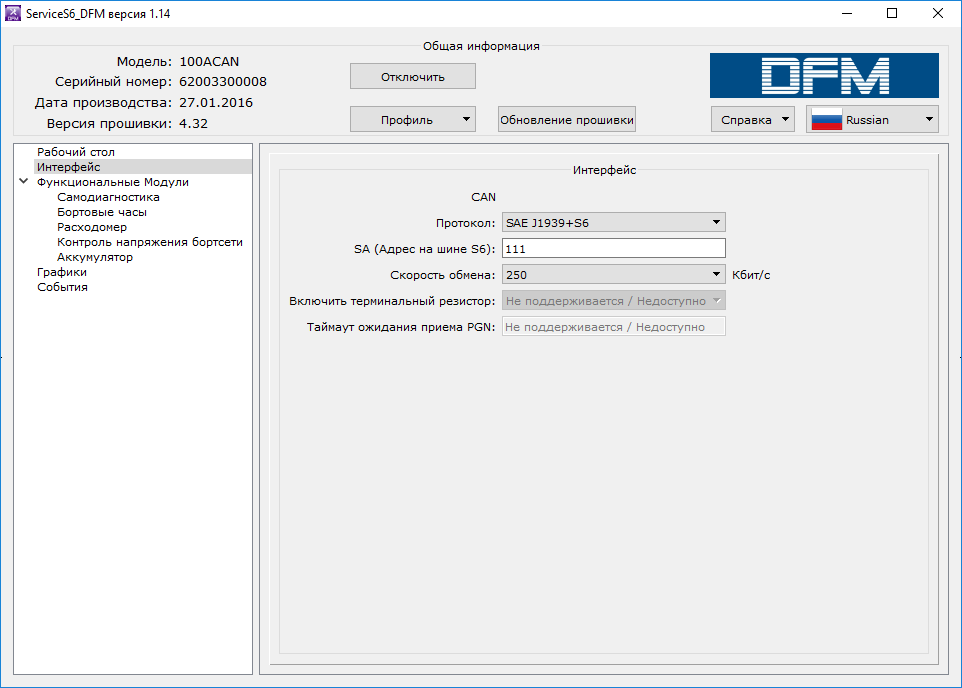 ServiceS6_DFM версия 1.14
Общая информация
Модель: 100ACAN
Серийный номер: 62003300008
Дата производства: 27.01.2016
Версия прошивки: 4.32
Отключить
Профиль
Обновление прошивки
DFM
Справка
Russian
Рабочий стол
Интерфейс
Функциональные Модули
Самодиагностика
Бортовые часы
Расходомер
Контроль напряжения бортсети
Аккумулятор
Графики
События
Интерфейс
CAN
Протокол: SAE J1939+S6
SA (Адрес на шине S6): 111
Скорость обмена: 250 Кбит/с
Включить терминальный резистор: Не поддерживается / Недоступно
Таймаут ожидания приема PGN: Не поддерживается / Недоступно